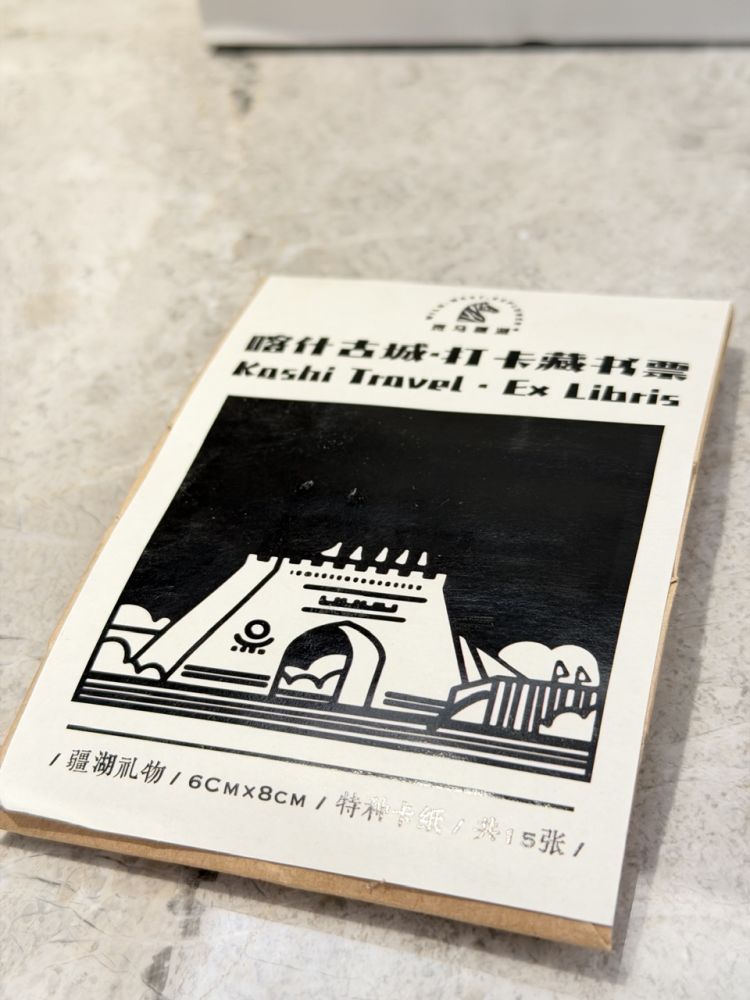 喀什古城·打卡藏书票
Kashi Travel · Ex Libris
/ 疆湖礼物 / 6CM×8CM / 特种卡纸 / 共15张 /